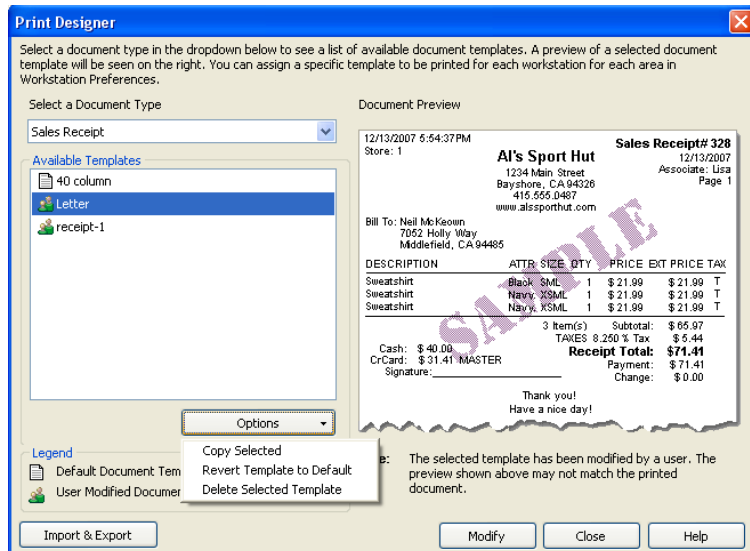 Print Designer
Select a document type in the dropdown below to see a list of available document templates. A preview of a selected document
template will be seen on the right. You can assign a specific template to be printed for each workstation for each area in
Workstation Preferences.
Select a Document Type
Sales Receipt
Available Templates
40 column
Letter
receipt-1
Options
Copy Selected
Revert Template to Default
Delete Selected Template
Legend
Default Document Tem
User Modified Documen
Import & Export
Document Preview
12/13/2007 5:54:37PM
Store: 1
Al's Sport Hut
1234 Main Street
Bayshore, CA 94326
415.555.0487
www.alssporthut.com
Sales Receipt# 328
12/13/2007
Associate: Lisa
Page 1
Bill To: Neil McKeown
7052 Holly Way
Middlefield, CA 94485
DESCRIPTION ATTR SIZE QTY PRICE EXT PRICE TAX
Sweatshirt Black SML 1 $ 21.99 $ 21.99 T
Sweatshirt Navy. XSML 1 $ 21.99 $ 21.99 T
Sweatshirt Navy. XSML 1 $ 21.99 $ 21.99 T
SAMPLE
3 Item(s) Subtotal: $ 65.97
TAXES 8.250 % Tax $ 5.44
Cash: $ 40.00 Receipt Total: $71.41
CrCard: $ 31.41 MASTER Payment: $ 71.41
Signature: Change: $ 0.00
Thank you!
Have a nice day!
The selected template has been modified by a user. The
preview shown above may not match the printed
document.
Modify
Close
Help